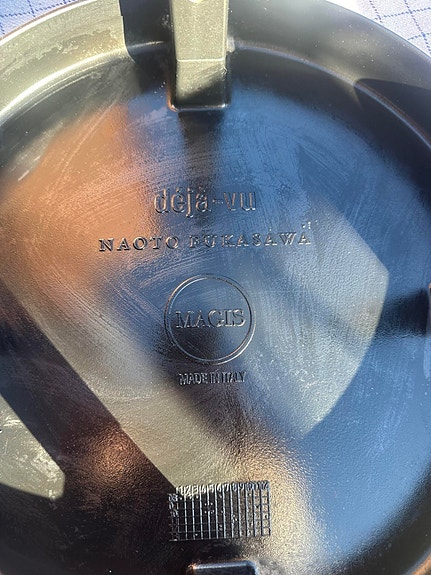 déjà-vu
NAOTO FUKASAWA
MAGIS
MADE IN ITALY